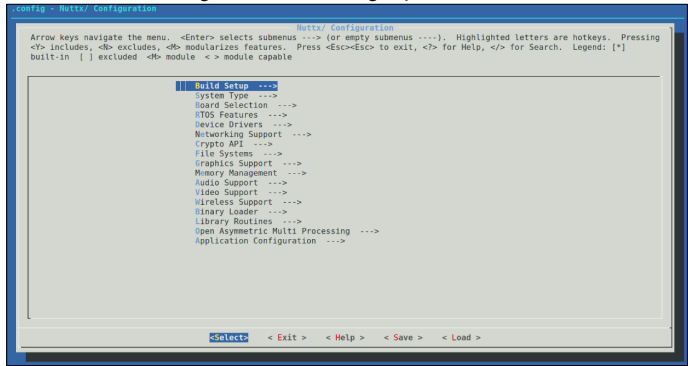 .config - Nuttx/ Configuration
Nuttx/ Configuration
Arrow keys navigate the menu.  <Enter> selects submenus ---> (or empty submenus ----).  Highlighted letters are hotkeys.  Pressing
<Y> includes, <N> excludes, <M> modularizes features.  Press <Esc><Esc> to exit, <?> for Help, </> for Search.  Legend: [*]
built-in  [ ] excluded  <M> module  < > module capable
Build Setup  --->
System Type  --->
Board Selection  --->
RTOS Features  --->
Device Drivers  --->
Networking Support  --->
Crypto API  --->
File Systems  --->
Graphics Support  --->
Memory Management  --->
Audio Support  --->
Video Support  --->
Wireless Support  --->
Binary Loader  --->
Library Routines  --->
Open Asymmetric Multi Processing  --->
Application Configuration  --->
<Select>    < Exit >    < Help >    < Save >    < Load >